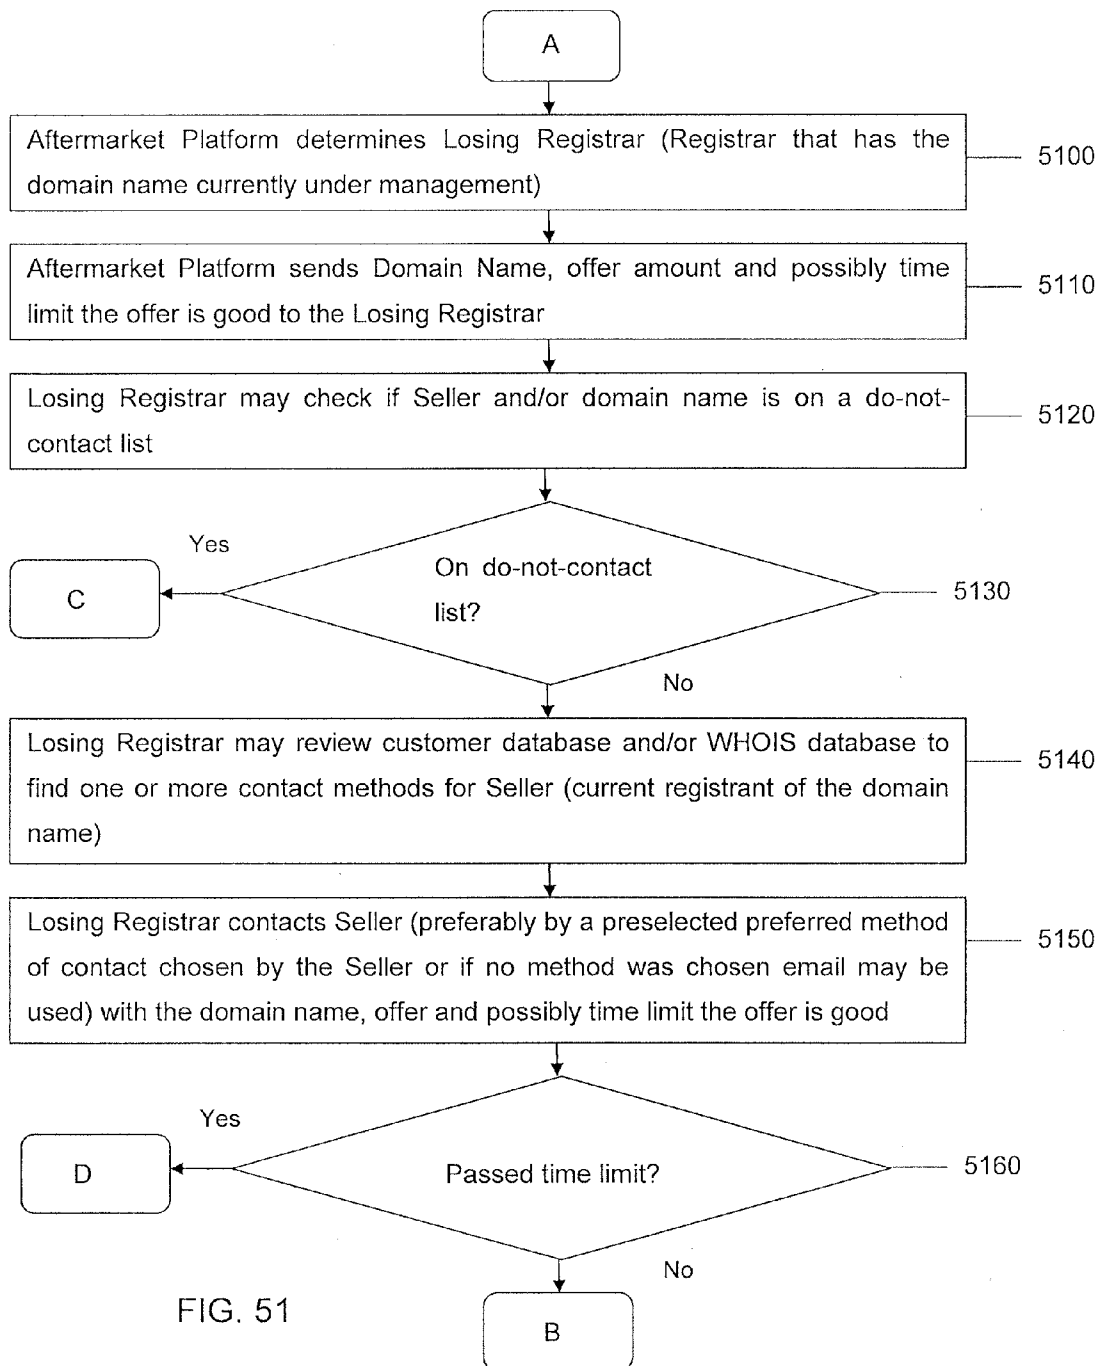 A
Aftermarket Platform determines Losing Registrar (Registrar that has the
domain name currently under management)
5100
Aftermarket Platform sends Domain Name, offer amount and possibly time
limit the offer is good to the Losing Registrar
5110
Losing Registrar may check if Seller and/or domain name is on a do-not-
contact list
5120
Yes
C
On do-not-contact
list?
5130
No
Losing Registrar may review customer database and/or WHOIS database to
find one or more contact methods for Seller (current registrant of the domain
name)
5140
Losing Registrar contacts Seller (preferably by a preselected preferred method
of contact chosen by the Seller or if no method was chosen email may be
used) with the domain name, offer and possibly time limit the offer is good
5150
Yes
D
Passed time limit?
5160
No
FIG. 51
B